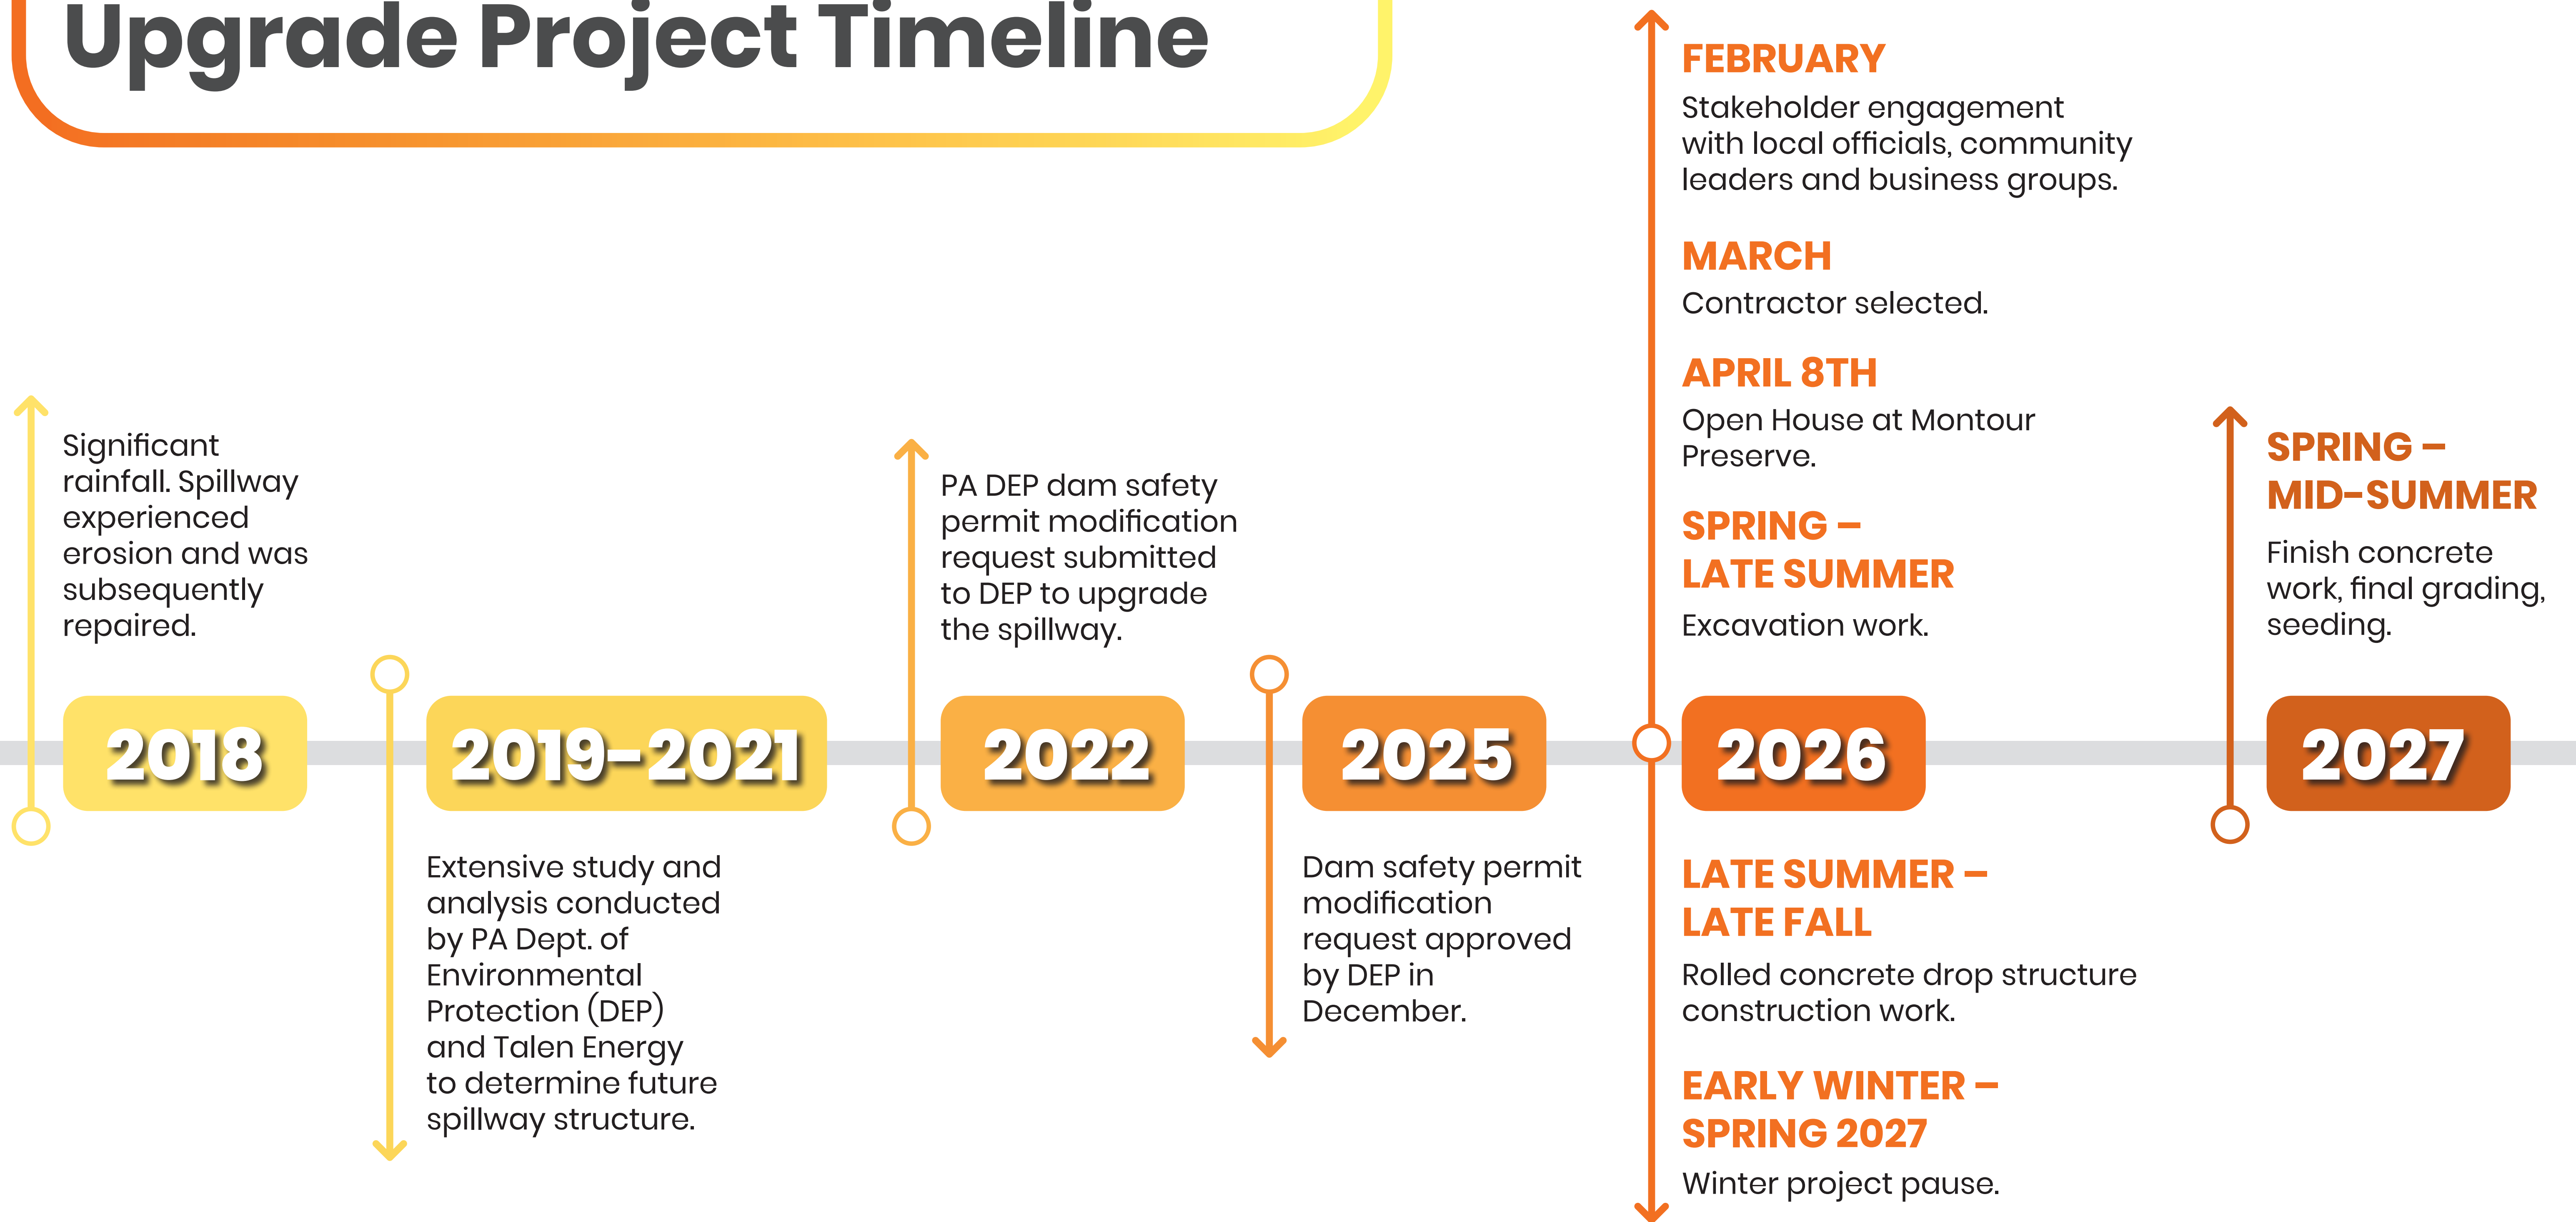 Upgrade Project Timeline
Significant
rainfall. Spillway
experienced
erosion and was
subsequently
repaired.
2018
2019-2021
Extensive study and
analysis conducted
by PA Dept. of
Environmental
Protection (DEP)
and Talen Energy
to determine future
spillway structure.
PA DEP dam safety
permit modification
request submitted
to DEP to upgrade
the spillway.
2022
2025
Dam safety permit
modification
request approved
by DEP in
December.
FEBRUARY
Stakeholder engagement
with local officials, community
leaders and business groups.
MARCH
Contractor selected.
APRIL 8TH
Open House at Montour
Preserve.
SPRING –
LATE SUMMER
Excavation work.
2026
LATE SUMMER –
LATE FALL
Rolled concrete drop structure
construction work.
EARLY WINTER –
SPRING 2027
Winter project pause.
SPRING –
MID-SUMMER
Finish concrete
work, final grading,
seeding.
2027